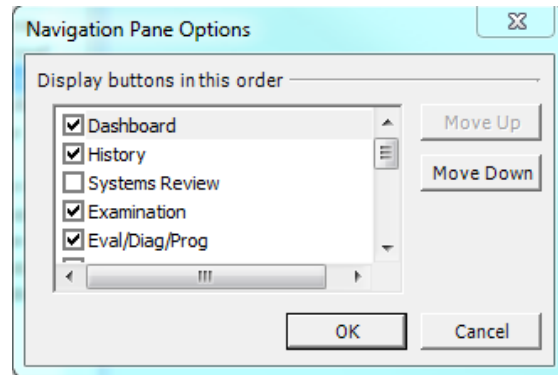 Navigation Pane Options
Display buttons in this order
Dashboard
Move Up
History
Systems Review
Move Down
Examination
Eval/Diag/Prog
OK
Cancel